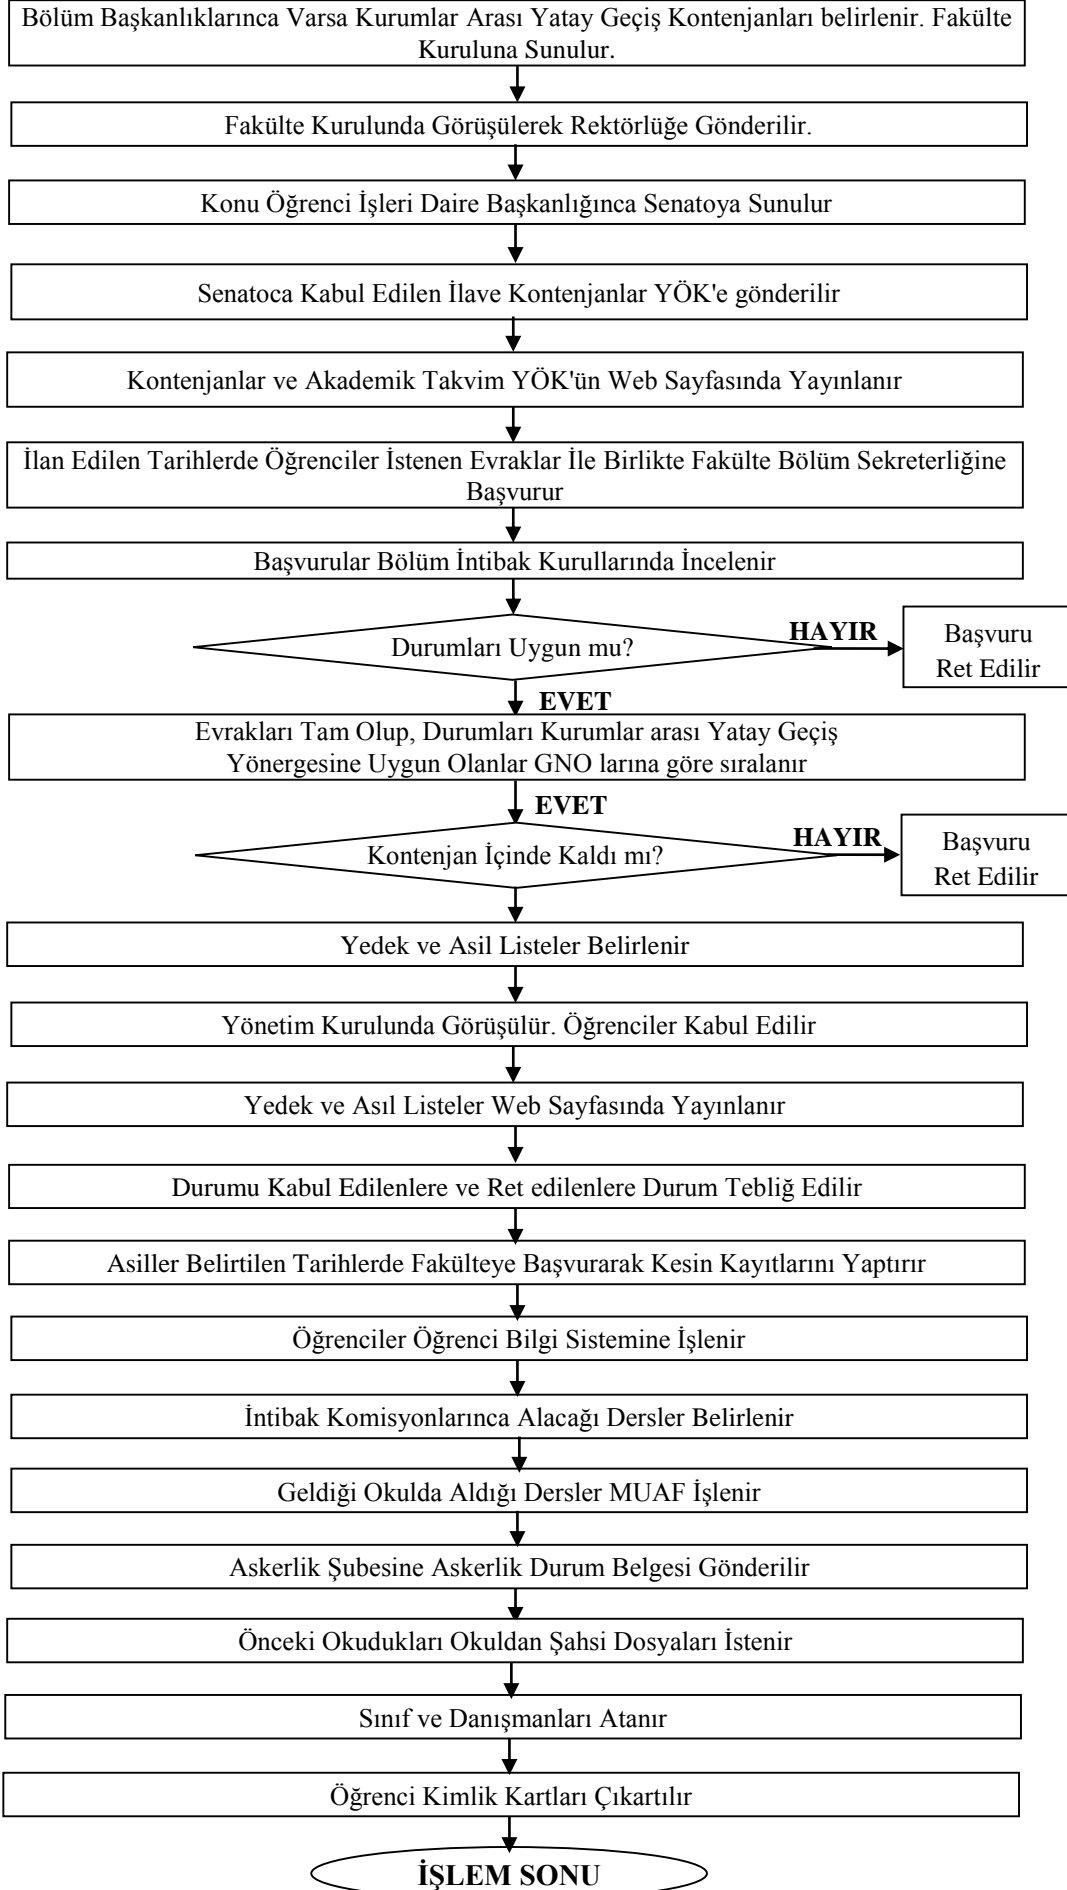 Bölüm Başkanlıklarınca Varsa Kurumlar Arası Yatay Geçiş Kontenjanları belirlenir. Fakülte
Kuruluna Sunulur.
Fakülte Kurulunda Görüşülerek Rektörlüğe Gönderilir.
Konu Öğrenci İşleri Daire Başkanlığınca Senatoya Sunulur
Senatoca Kabul Edilen İlave Kontenjanlar YÖK'e gönderilir
Kontenjanlar ve Akademik Takvim YÖK'ün Web Sayfasında Yayınlanır
İlan Edilen Tarihlerde Öğrenciler İstenen Evraklar İle Birlikte Fakülte Bölüm Sekreterliğine
Başvurur
Başvurular Bölüm İntibak Kurullarında İncelenir
Durumları Uygun mu?
HAYIR
Başvuru
Ret Edilir
EVET
Evrakları Tam Olup, Durumları Kurumlar arası Yatay Geçiş
Yönergesine Uygun Olanlar GNO larına göre sıralanır
EVET
Kontenjan İçinde Kaldı mı?
HAYIR
Başvuru
Ret Edilir
Yedek ve Asil Listeler Belirlenir
Yönetim Kurulunda Görüşülür. Öğrenciler Kabul Edilir
Yedek ve Asıl Listeler Web Sayfasında Yayınlanır
Durumu Kabul Edilenlere ve Ret edilenlere Durum Tebliğ Edilir
Asiller Belirtilen Tarihlerde Fakülteye Başvurarak Kesin Kayıtlarını Yaptırır
Öğrenciler Öğrenci Bilgi Sistemine İşlenir
İntibak Komisyonlarınca Alacağı Dersler Belirlenir
Geldiği Okulda Aldığı Dersler MUAF İşlenir
Askerlik Şubesine Askerlik Durum Belgesi Gönderilir
Önceki Okudukları Okuldan Şahsi Dosyaları İstenir
Sınıf ve Danışmanları Atanır
Öğrenci Kimlik Kartları Çıkartılır
İŞLEM SONU